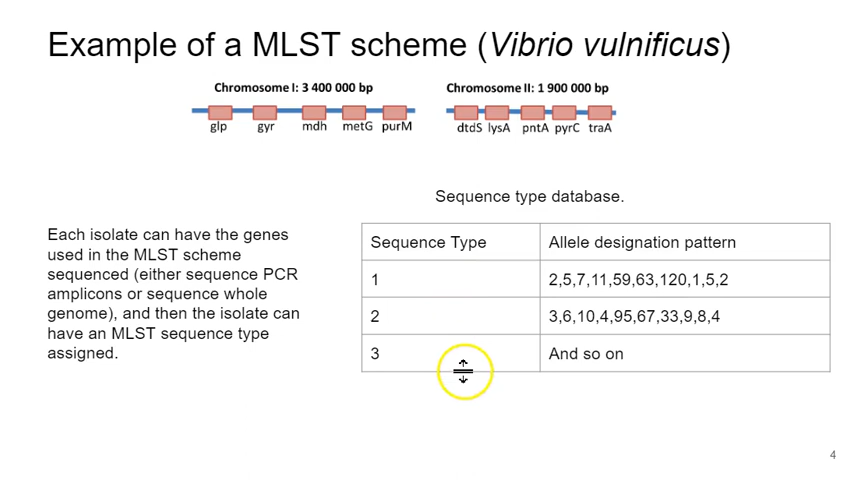 Example of a MLST scheme (Vibrio vulnificus)
Chromosome I: 3 400 000 bp
glp gyr mdh metG purM
Chromosome II: 1 900 000 bp
dtdS lysA pntA pyrC traA
Each isolate can have the genes
used in the MLST scheme
sequenced (either sequence PCR
amplicons or sequence whole
genome), and then the isolate can
have an MLST sequence type
assigned.
Sequence type database.
Sequence Type Allele designation pattern
1 2,5,7,11,59,63,120,1,5,2
2 3,6,10,4,95,67,33,9,8,4
3 And so on
4